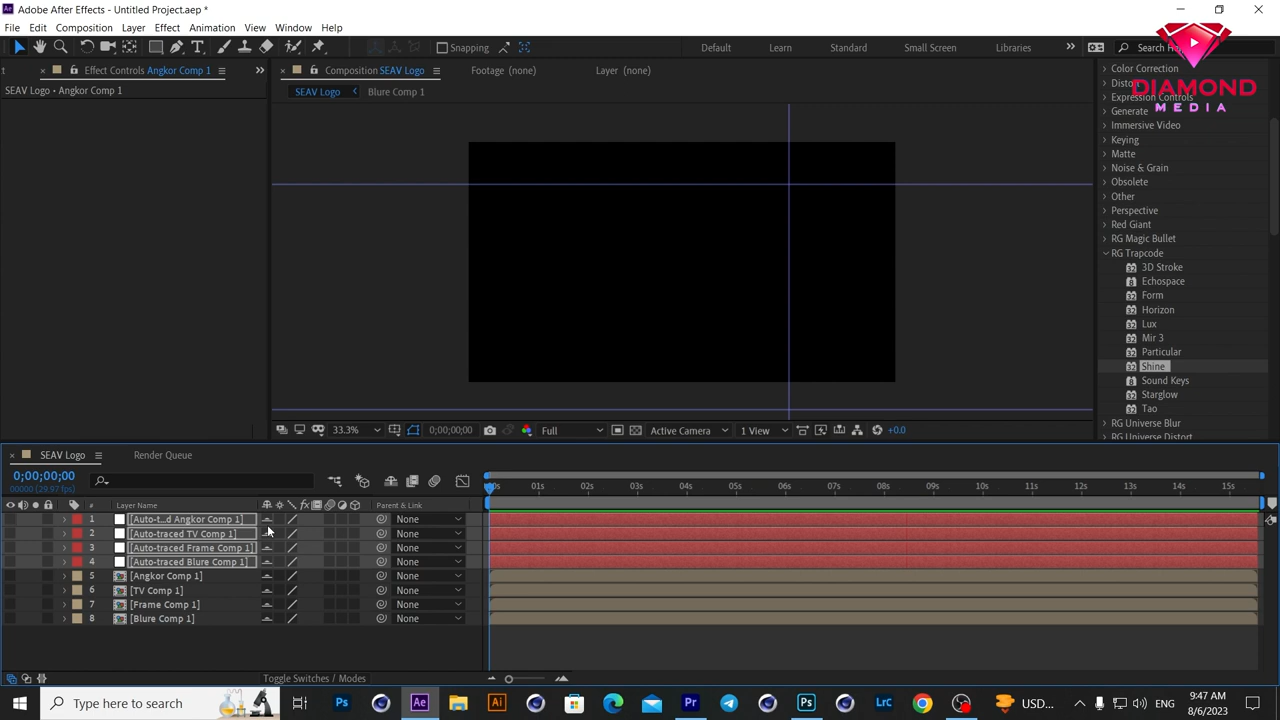 Adobe After Effects - Untitled Project.aep *
File Edit Composition Layer Effect Animation View Window Help
Snapping Default Learn Standard Small Screen Libraries
Effect Controls Angkor Comp 1
SEAV Logo • Angkor Comp 1
Composition SEAV Logo Footage (none) Layer (none)
SEAV Logo Blure Comp 1
33.3% 0;00;00;00 Full Active Camera 1 View +0.0
DIAMOND
MEDIA
Color Correction
Expression Controls
Generate
Immersive Video
Keying
Matte
Noise & Grain
Obsolete
Other
Perspective
Red Giant
RG Magic Bullet
RG Trapcode
3D Stroke
Echospace
Form
Horizon
Lux
Mir 3
Particular
Shine
Sound Keys
Starglow
Tao
RG Universe Blur
RG Universe Distort
SEAV Logo Render Queue
0;00;00;00
00000 (29.97 fps)
# Layer Name Parent & Link
01s 02s 03s 04s 05s 06s 07s 08s 09s 10s 11s 12s 13s 14s 15s
1 [Auto-t...d Angkor Comp 1] None
2 [Auto-traced TV Comp 1] None
3 [Auto-traced Frame Comp 1] None
4 [Auto-traced Blure Comp 1] None
5 [Angkor Comp 1] None
6 [TV Comp 1] None
7 [Frame Comp 1] None
8 [Blure Comp 1] None
Toggle Switches / Modes
Type here to search
USD... ENG
9:47 AM
8/6/2023